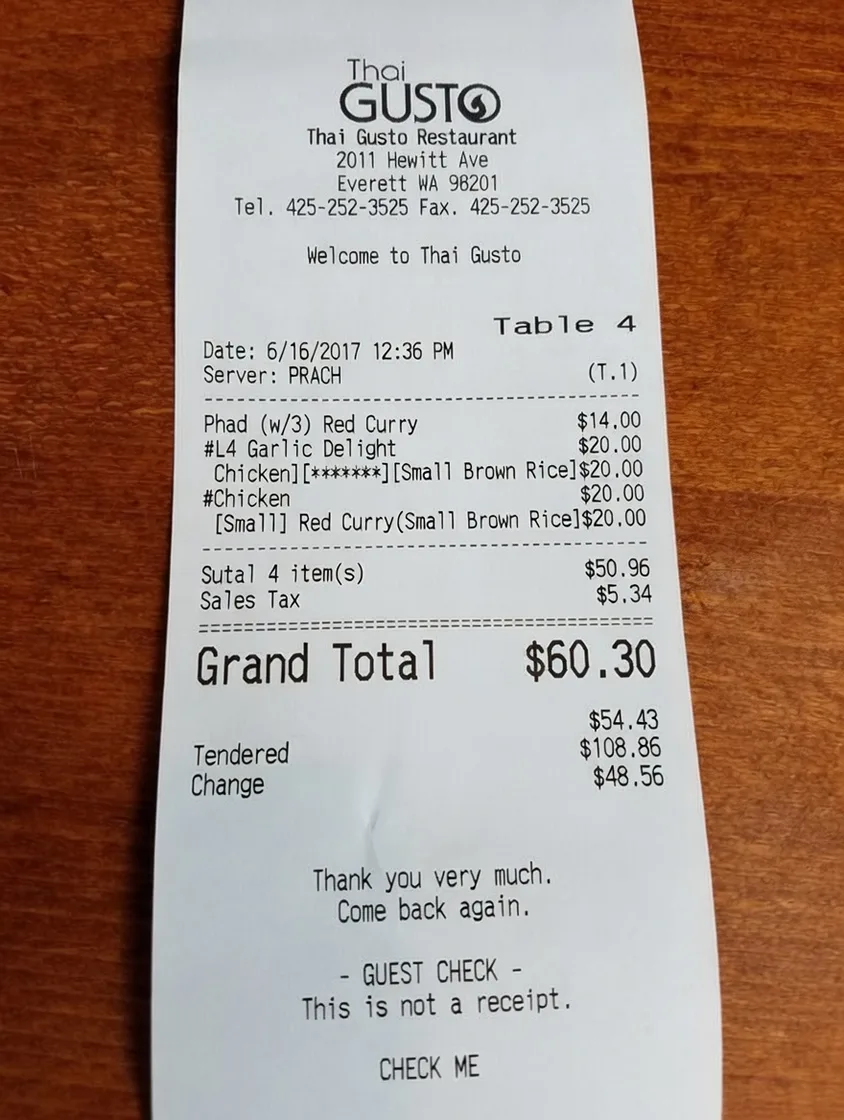 Thai
GUSTO
Thai Gusto Restaurant
2011 Hewitt Ave
Everett WA 98201
Tel. 425-252-3525 Fax. 425-252-3525
Welcome to Thai Gusto
Table 4
Date: 6/16/2017 12:36 PM
Server: PRACH (T.1)
Phad (w/3) Red Curry $14.00
#L4 Garlic Delight $20.00
Chicken][*******][Small Brown Rice]$20.00
#Chicken $20.00
[Small] Red Curry(Small Brown Rice]$20.00
Sutal 4 item(s) $50.96
Sales Tax $5.34
Grand Total $60.30
$54.43
Tendered $108.86
Change $48.56
Thank you very much.
Come back again.
- GUEST CHECK -
This is not a receipt.
CHECK ME